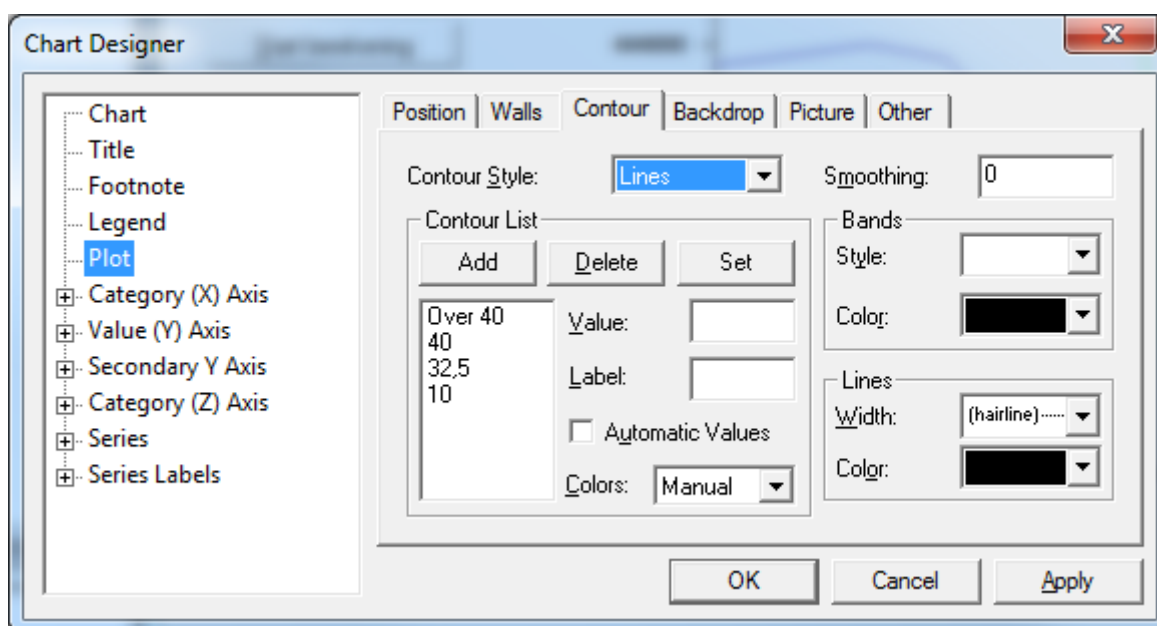 Chart Designer
Chart
Title
Footnote
Legend
Plot
Category (X) Axis
Value (Y) Axis
Secondary Y Axis
Category (Z) Axis
Series
Series Labels
Position Walls Contour Backdrop Picture Other
Contour Style: Lines
Smoothing: 0
Contour List
Add Delete Set
Over 40
40
32,5
10
Value:
Label:
Automatic Values
Colors: Manual
Bands
Style:
Color:
Lines
Width: (hairline)
Color:
OK Cancel Apply